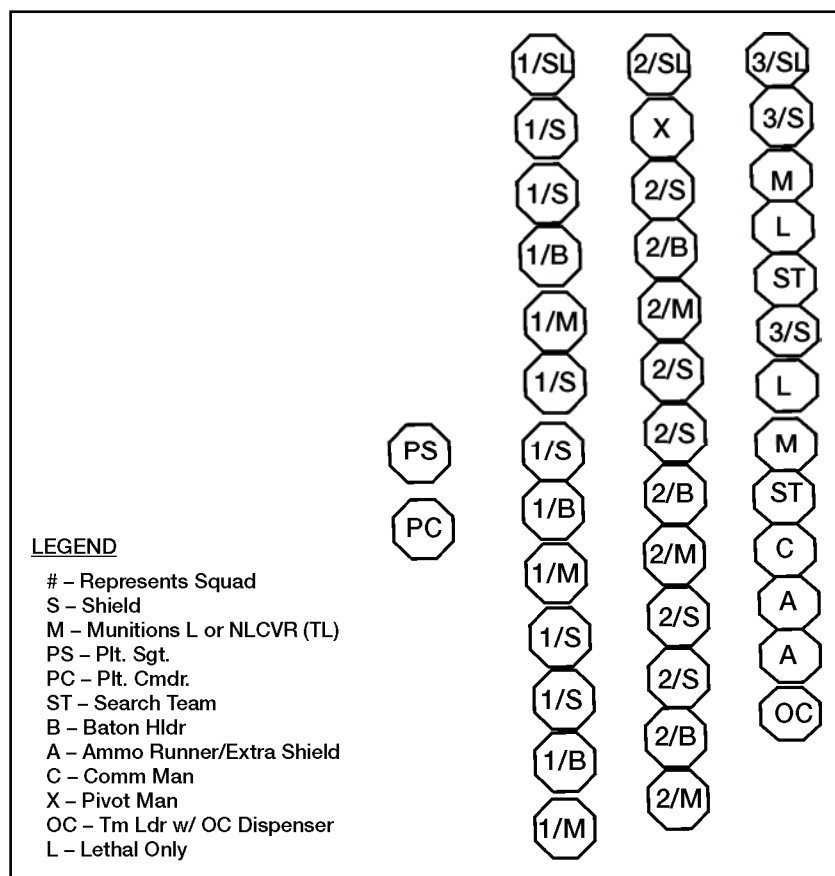 1/SL 2/SL 3/SL
1/S X 3/S
1/S 2/S M
1/B 2/B L
1/M 2/M ST
1/S 2/S 3/S
L
PS 1/S 2/S M
1/B 2/B ST
PC 1/M 2/M C
1/S 2/S A
1/S 2/S A
1/B 2/B OC
1/M 2/M
LEGEND
# – Represents Squad
S – Shield
M – Munitions L or NLCVR (TL)
PS – Plt. Sgt.
PC – Plt. Cmdr.
ST – Search Team
B – Baton Hldr
A – Ammo Runner/Extra Shield
C – Comm Man
X – Pivot Man
OC – Tm Ldr w/ OC Dispenser
L – Lethal Only